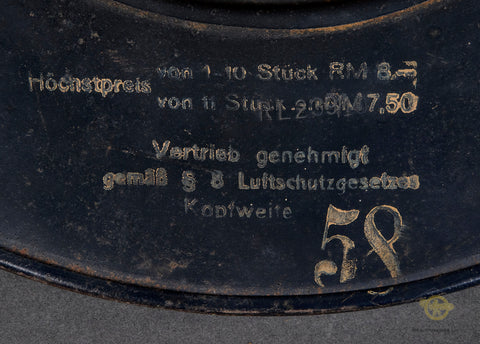 Höchstpreis von 1-10 Stück RM 8,
von 11 Stück RM 7,50
Vertrieb genehmigt
gemäß § 8 Luftschutzgesetzes
Kopfweite 58